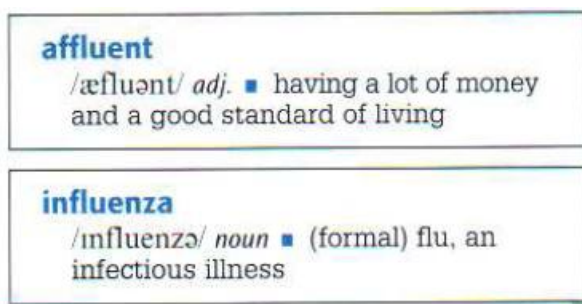 affluent
/æfluənt/ adj. ■ having a lot of money
and a good standard of living
influenza
/ɪnfluenzə/ noun ■ (formal) flu, an
infectious illness